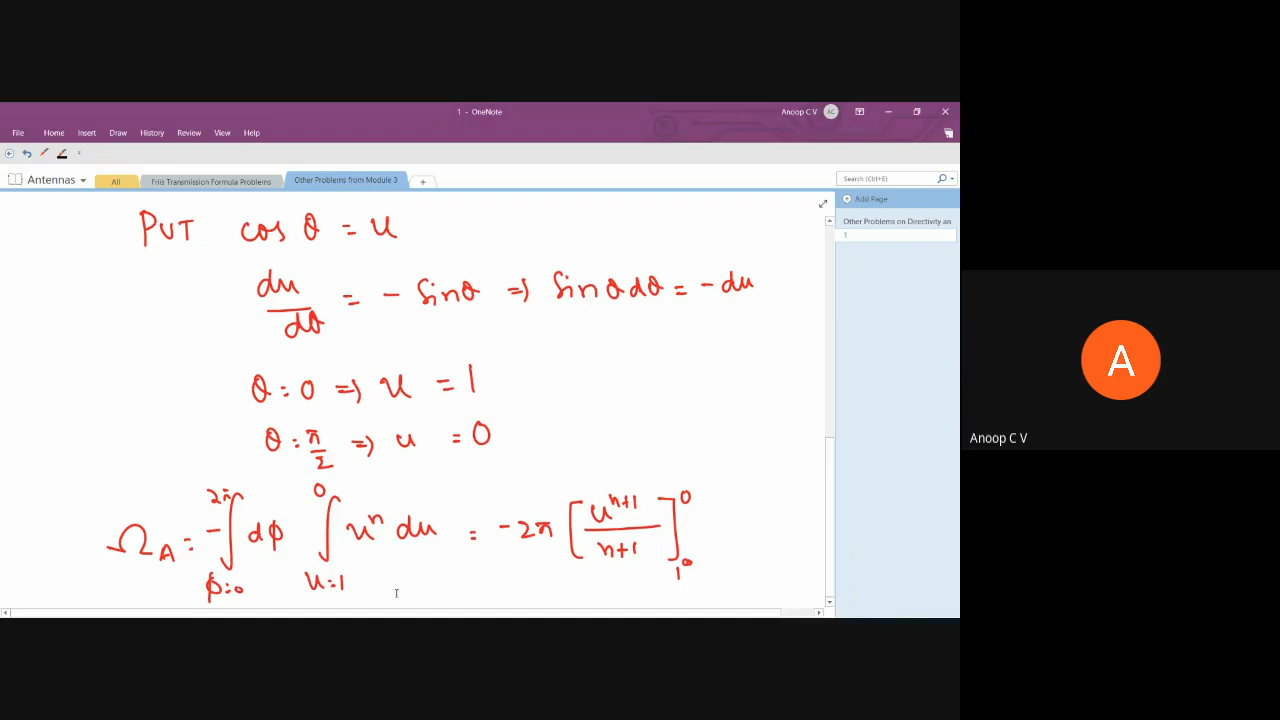 1 - OneNote
Anoop C V AC
File Home Insert Draw History Review View Help
Antennas All Friis Transmission Formula Problems Other Problems from Module 3 +
Search (Ctrl+E)
Add Page
Other Problems on Directivity an
1
PUT cos θ = u
du/dθ = - sinθ ⇒ sinθ dθ = - du
θ = 0 ⇒ u = 1
θ = π/2 ⇒ u = 0
Ω_A = -∫_{φ=0}^{2π} dφ ∫_{u=1}^{0} u^n du = -2π [u^{n+1}/n+1]_{1}^{0}
A
Anoop C V